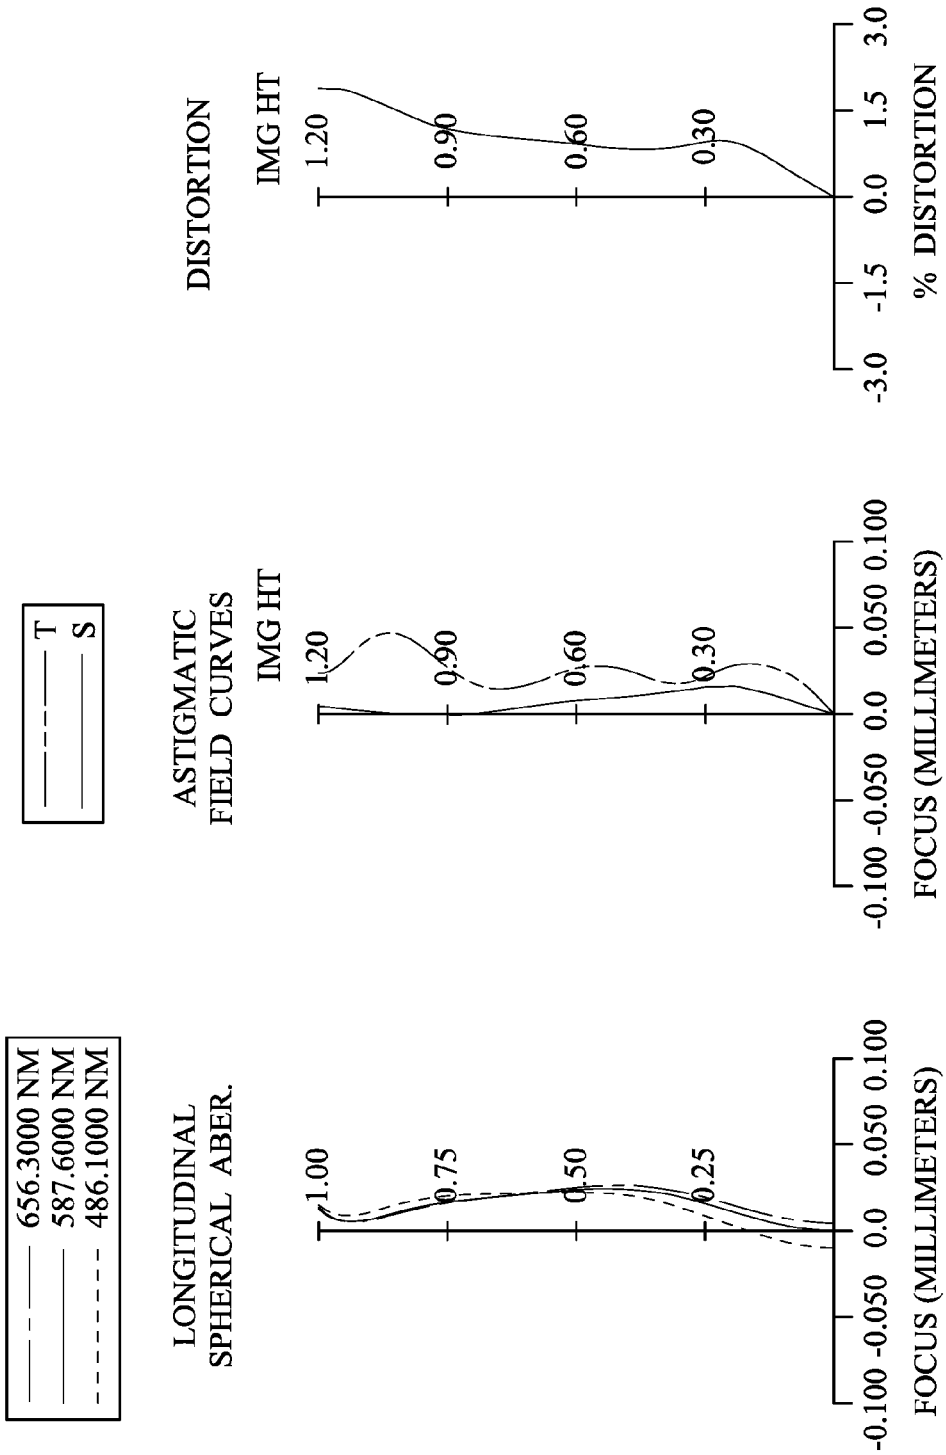 656.3000 NM
587.6000 NM
486.1000 NM
T
S
LONGITUDINAL
SPHERICAL ABER.
1.00
0.75
0.50
0.25
-0.100 -0.050 0.0 0.050 0.100
FOCUS (MILLIMETERS)
ASTIGMATIC
FIELD CURVES
IMG HT
1.20
0.90
0.60
0.30
-0.100 -0.050 0.0 0.050 0.100
FOCUS (MILLIMETERS)
DISTORTION
IMG HT
1.20
0.90
0.60
0.30
-3.0 -1.5 0.0 1.5 3.0
% DISTORTION